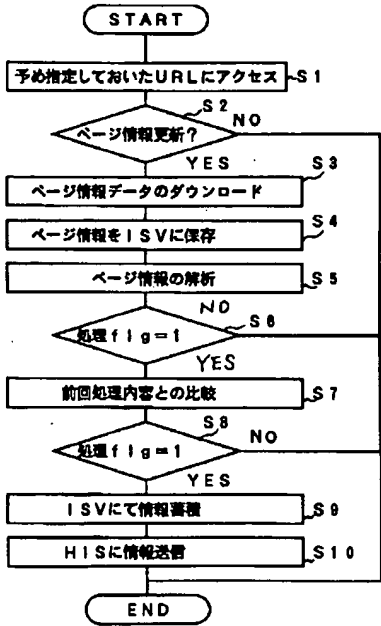 START
予め指定しておいたURLにアクセス
S1
S2
ページ情報更新?
NO
YES
S3
ページ情報データのダウンロード
S4
ページ情報をISVに保存
S5
ページ情報の解析
NO
S6
処理flg=1
YES
S7
前回処理内容との比較
S8
処理flg=1
NO
YES
S9
ISVにて情報蓄積
S10
HISに情報送信
END